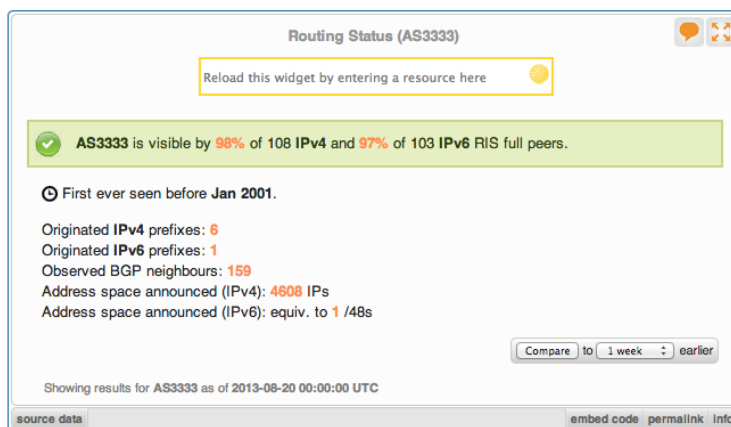 Routing Status (AS3333)
Reload this widget by entering a resource here
AS3333 is visible by 98% of 108 IPv4 and 97% of 103 IPv6 RIS full peers.
First ever seen before Jan 2001.
Originated IPv4 prefixes: 6
Originated IPv6 prefixes: 1
Observed BGP neighbours: 159
Address space announced (IPv4): 4608 IPs
Address space announced (IPv6): equiv. to 1 /48s
Compare to 1 week earlier
Showing results for AS3333 as of 2013-08-20 00:00:00 UTC
source data embed code permalink info